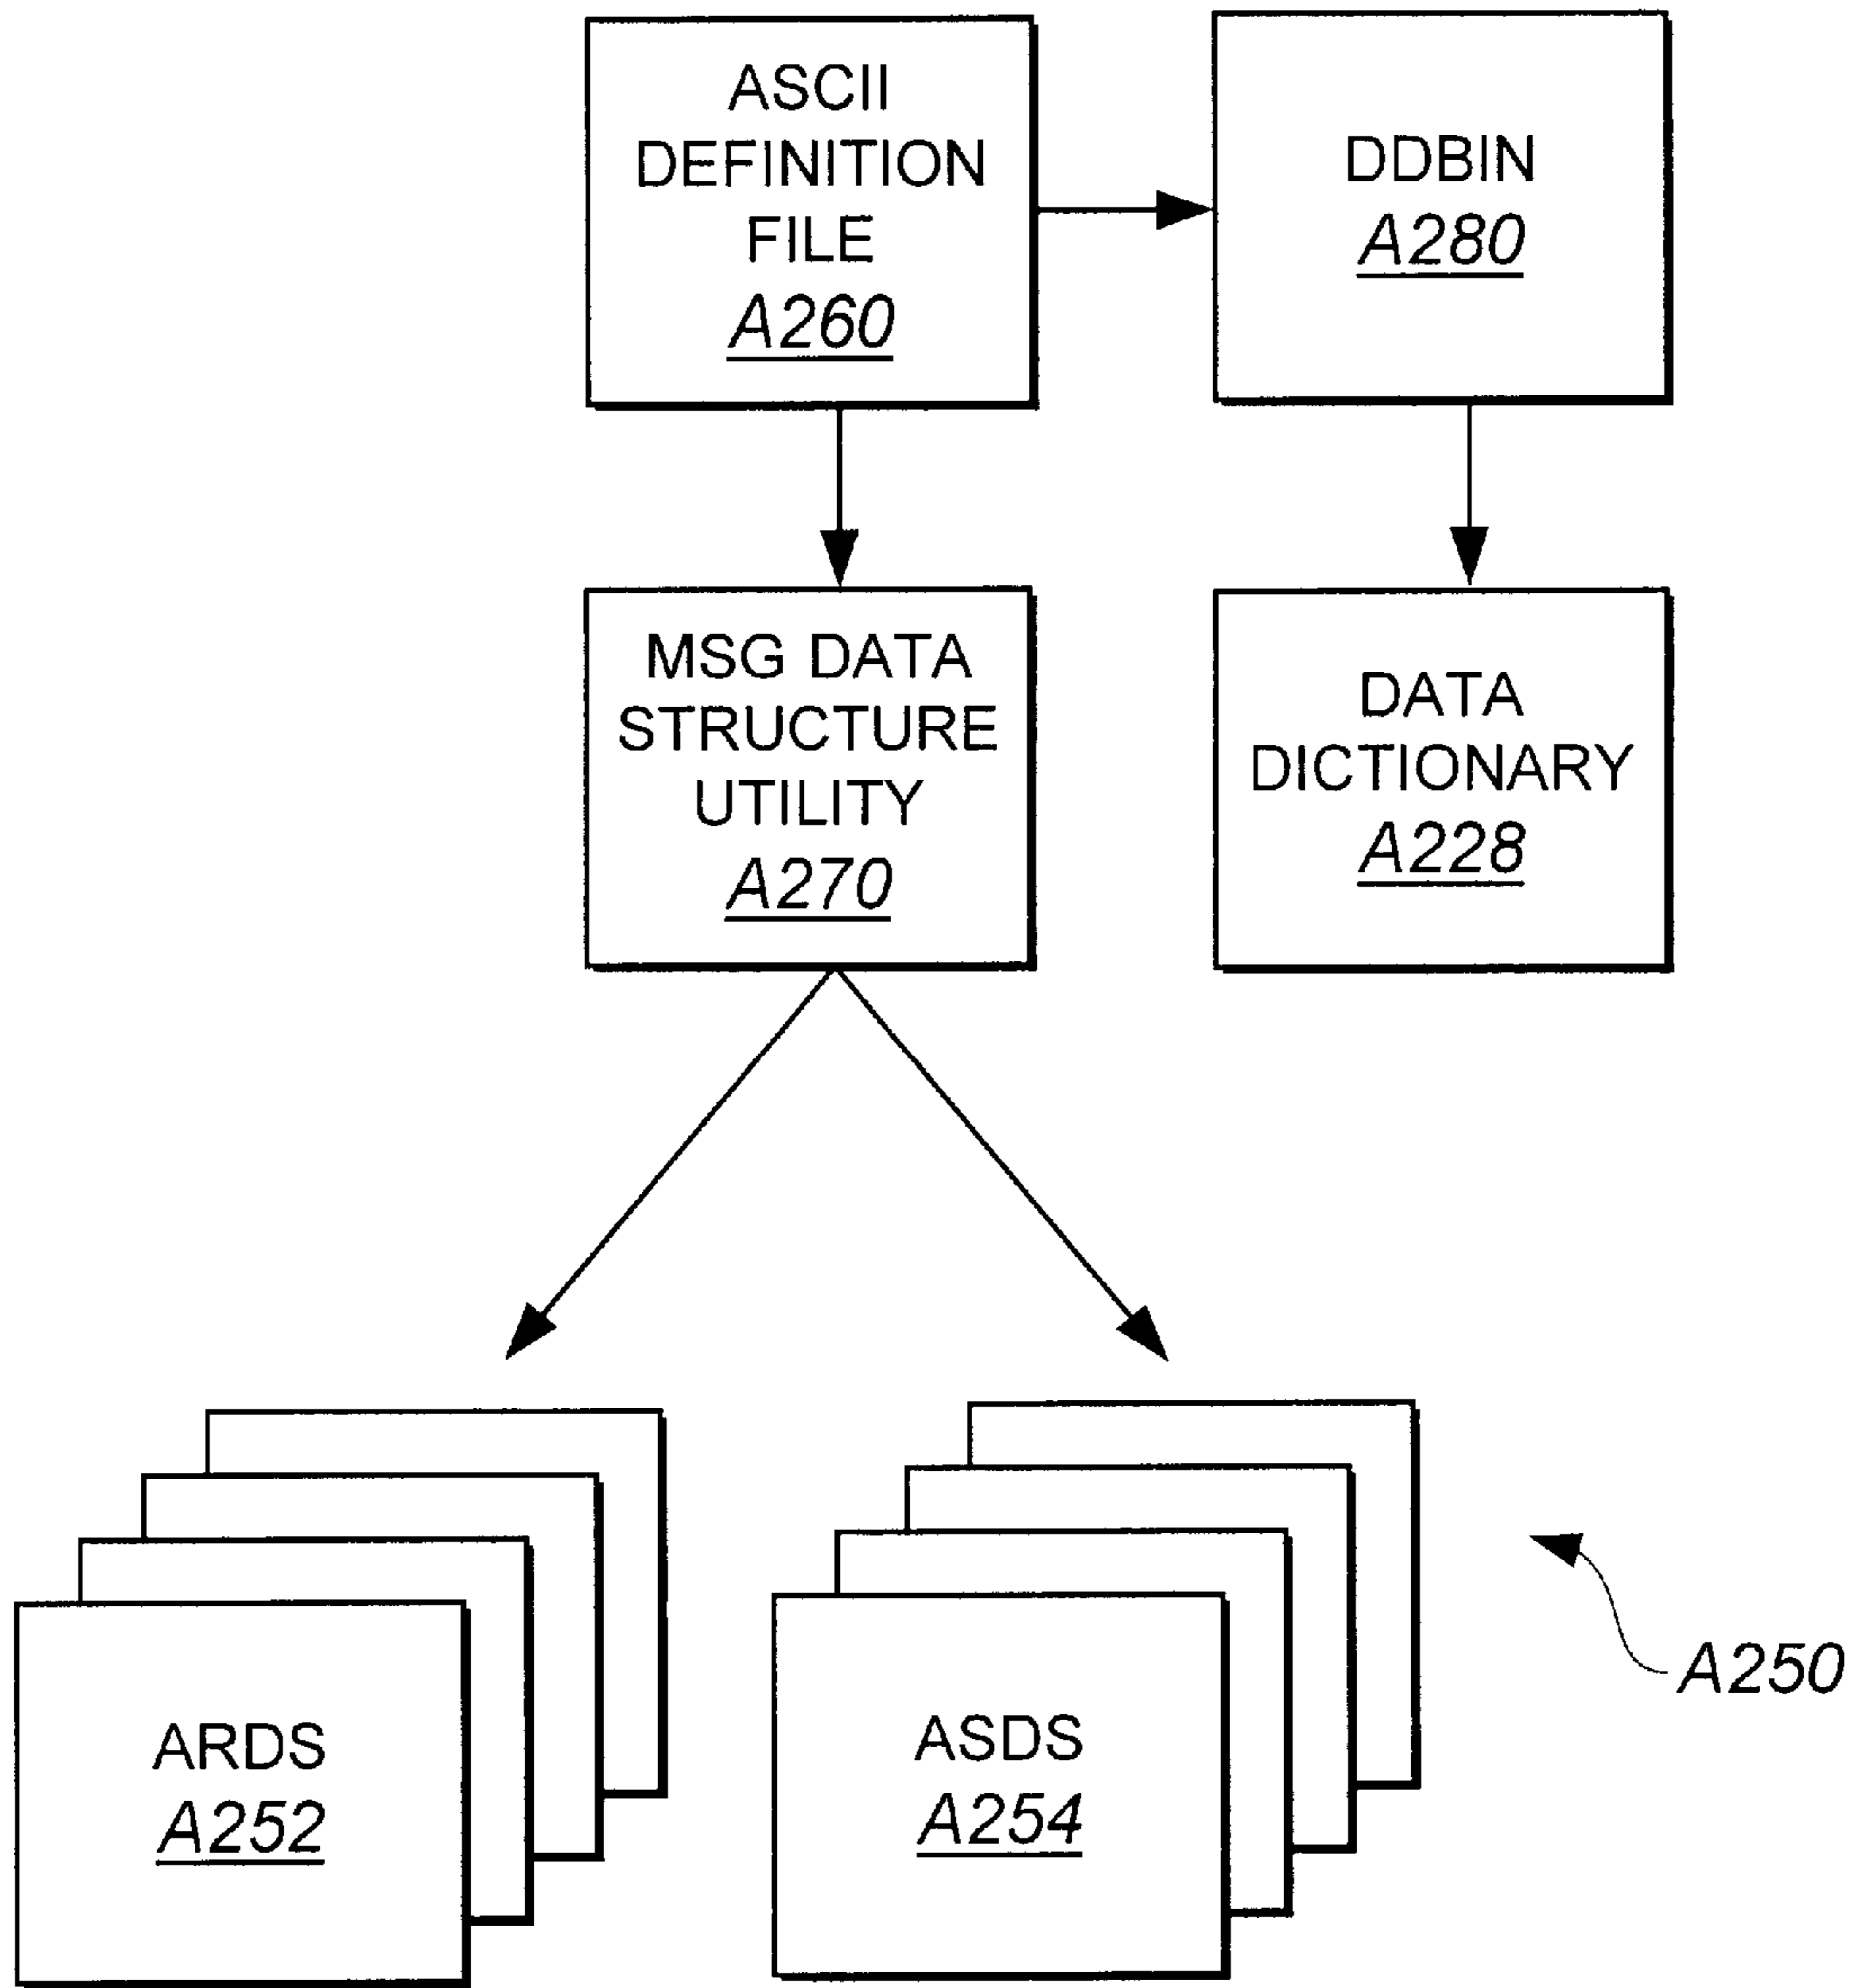 ASCII
DEFINITION
FILE
A260
DDBIN
A280
MSG DATA
STRUCTURE
UTILITY
A270
DATA
DICTIONARY
A228
ARDS
A252
ASDS
A254
A250